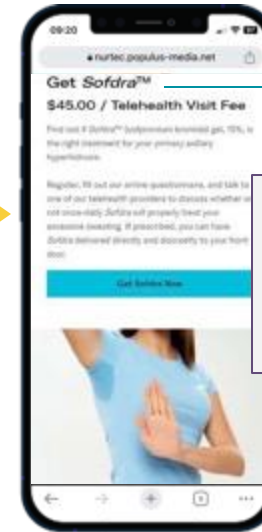 09:20
nurtec.populus-media.net
Get Sofdra™
$45.00 / Telehealth Visit Fee
Find out if Sofdra™ (sofpironium bromide) gel, 15%, is
the right treatment for your primary axillary
hyperhidrosis.
Register, fill out our online questionnaire, and talk to
one of our telehealth providers to discuss whether or
not once-daily Sofdra will properly treat your
excessive sweating. If prescribed, you can have
Sofdra delivered directly and discreetly to your front
door.
Get Sofdra Now